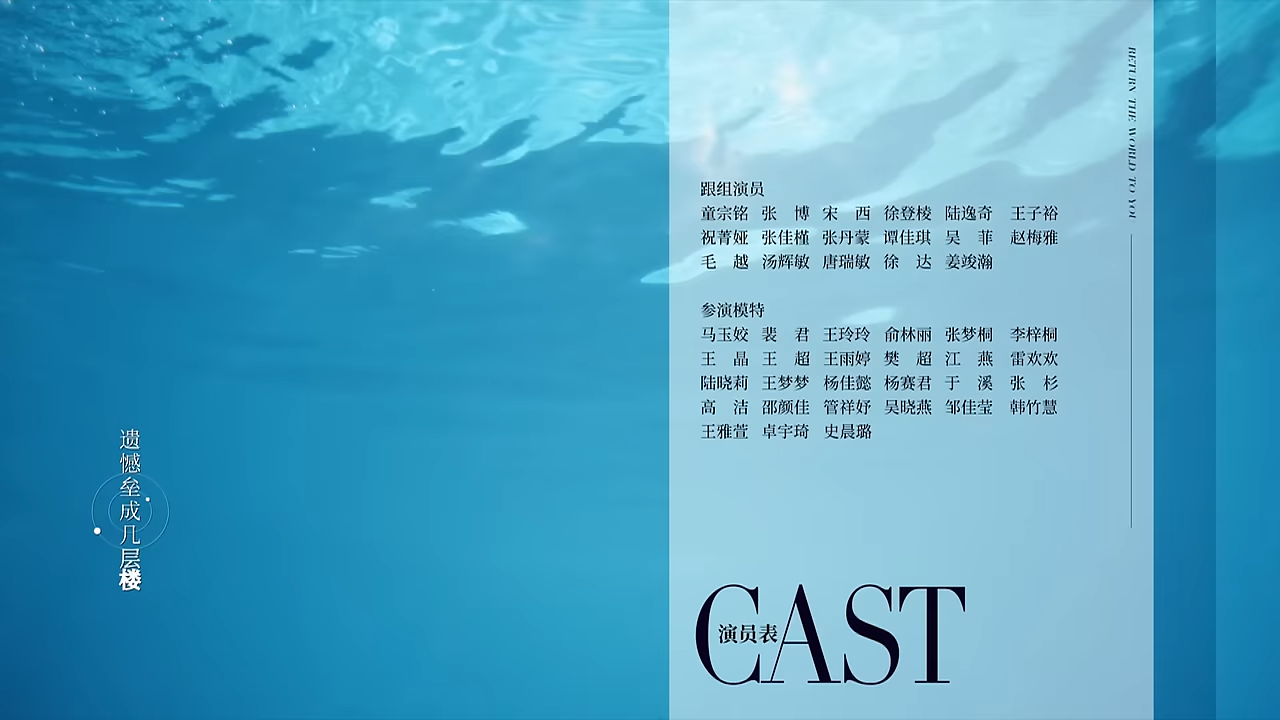 RETURN THE WORLD TO YOU
跟组演员
童宗铭 张 博 宋 西 徐登棱 陆逸奇 王子裕
祝菁娅 张佳槿 张丹蒙 谭佳琪 吴 菲 赵梅雅
毛 越 汤辉敏 唐瑞敏 徐 达 姜竣瀚
参演模特
马玉姣 裴 君 王玲玲 俞林丽 张梦桐 李梓桐
王 晶 王 超 王雨婷 樊 超 江 燕 雷欢欢
陆晓莉 王梦梦 杨佳懿 杨赛君 于 溪 张 杉
高 洁 邵颜佳 管祥妤 吴晓燕 邹佳莹 韩竹慧
王雅萱 卓宇琦 史晨璐
遗憾垒成几层楼
CAST
演员表